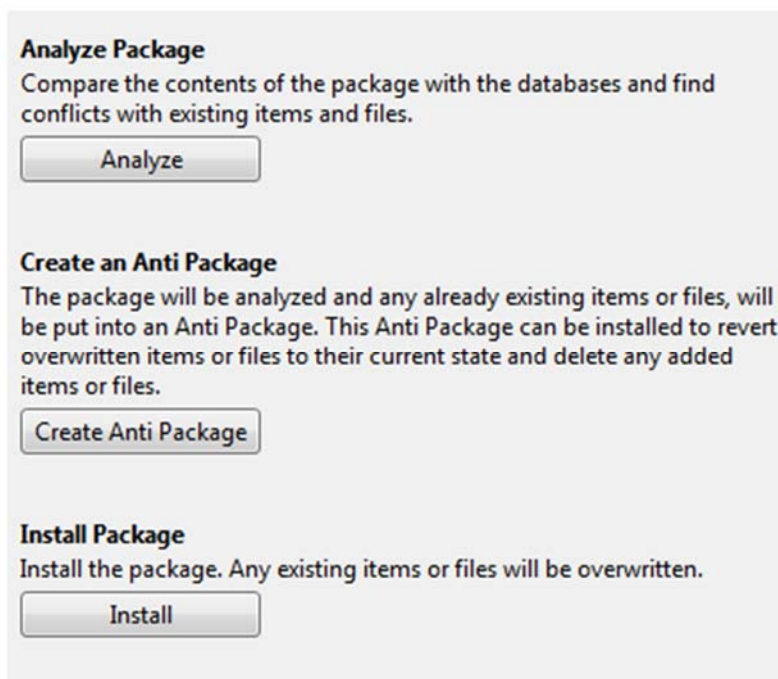 Analyze Package
Compare the contents of the package with the databases and find
conflicts with existing items and files.
Analyze
Create an Anti Package
The package will be analyzed and any already existing items or files, will
be put into an Anti Package. This Anti Package can be installed to revert
overwritten items or files to their current state and delete any added
items or files.
Create Anti Package
Install Package
Install the package. Any existing items or files will be overwritten.
Install